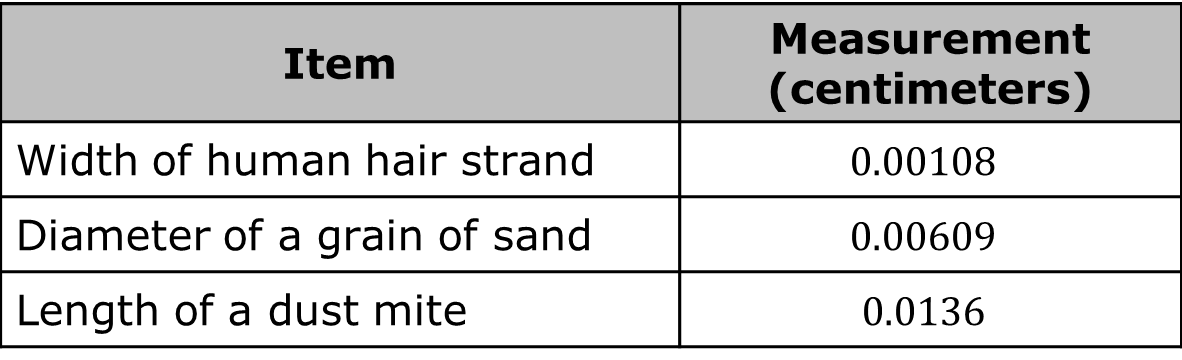 Item
Measurement
(centimeters)
Width of human hair strand
0.00108
Diameter of a grain of sand
0.00609
Length of a dust mite
0.0136